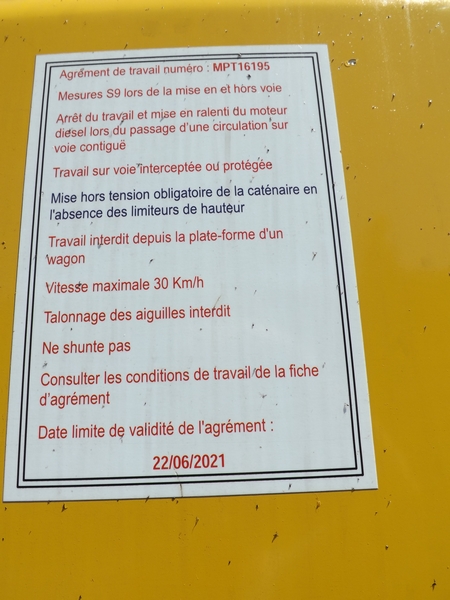 Agrément de travail numéro : MPT16195
Mesures S9 lors de la mise en et hors voie
Arrêt du travail et mise en ralenti du moteur
diesel lors du passage d'une circulation sur
voie contiguë
Travail sur voie interceptée ou protégée
Mise hors tension obligatoire de la caténaire en
l'absence des limiteurs de hauteur
Travail interdit depuis la plate-forme d'un
wagon
Vitesse maximale 30 Km/h
Talonnage des aiguilles interdit
Ne shunte pas
Consulter les conditions de travail de la fiche
d'agrément
Date limite de validité de l'agrément :
22/06/2021